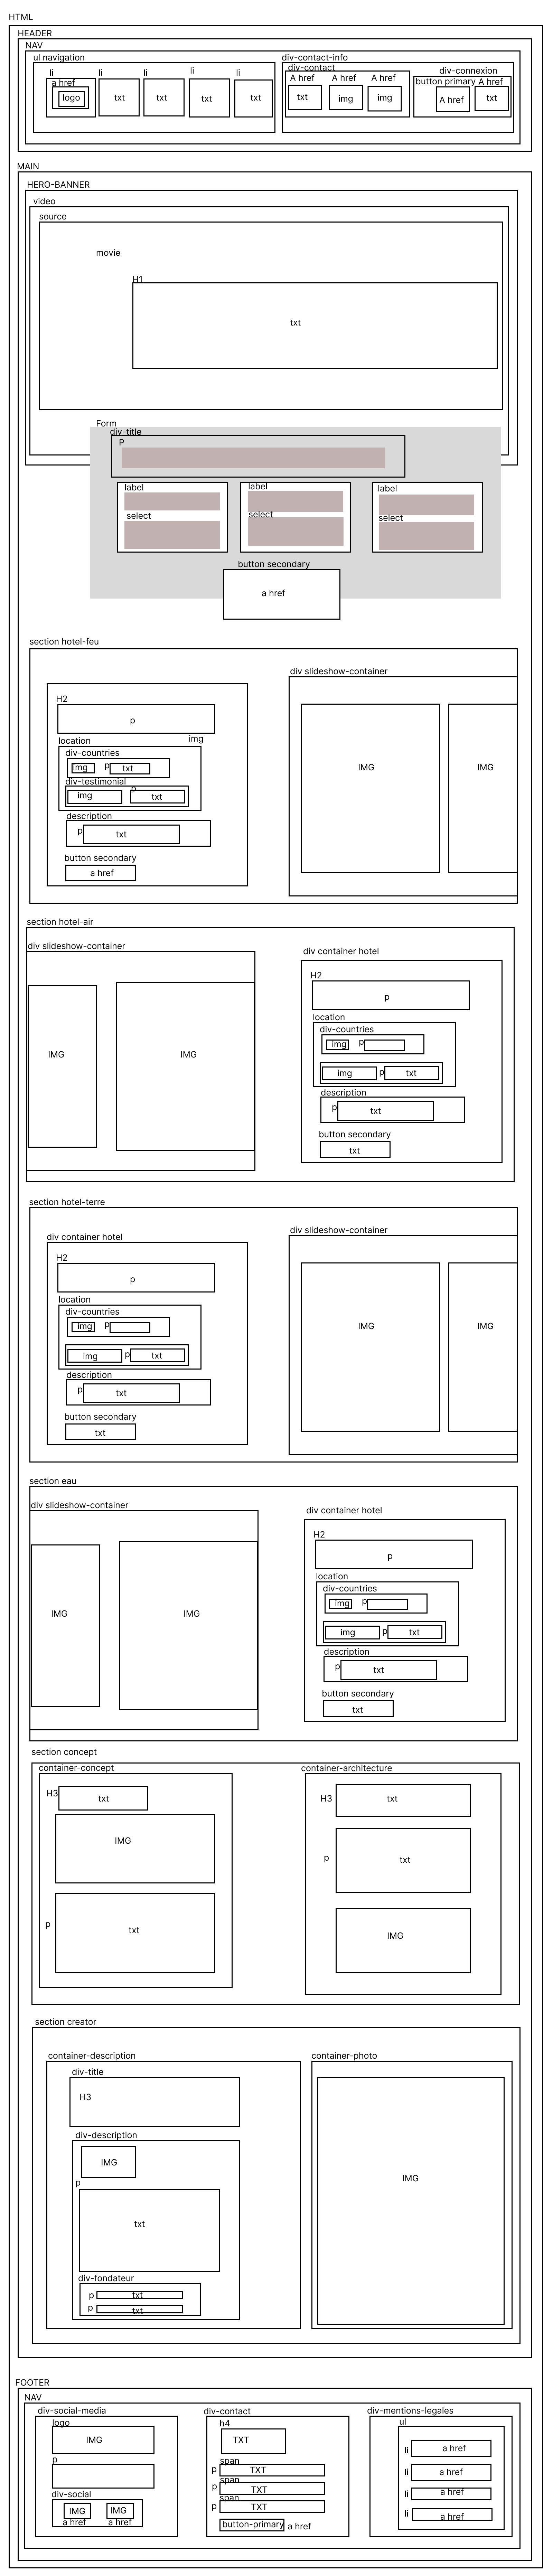 HTML
HEADER
NAV
ul navigation
div-contact-info
div-contact
div-connexion
li
li
li
li
li
a href
A href
A href
A href
button primary
A href
logo
txt
txt
txt
txt
txt
img
img
A href
txt
MAIN
HERO-BANNER
video
source
movie
H1
txt
Form
div-title
P
label
label
label
select
select
select
button secondary
a href
section hotel-feu
div slideshow-container
H2
p
location
img
div-countries
img
p
txt
div-testimonial
img
p
txt
description
p
txt
button secondary
a href
IMG
IMG
section hotel-air
div slideshow-container
IMG
IMG
div container hotel
H2
p
location
div-countries
img
p
img
p
txt
description
p
txt
button secondary
txt
section hotel-terre
div slideshow-container
div container hotel
H2
p
location
div-countries
img
p
img
p
txt
description
p
txt
button secondary
txt
IMG
IMG
section eau
div slideshow-container
IMG
IMG
div container hotel
H2
p
location
div-countries
img
p
img
p
txt
description
p
txt
button secondary
txt
section concept
container-concept
H3
txt
IMG
p
txt
container-architecture
H3
txt
p
txt
IMG
section creator
container-description
div-title
H3
div-description
IMG
p
txt
div-fondateur
p
txt
p
txt
container-photo
IMG
FOOTER
NAV
div-social-media
logo
IMG
p
div-social
IMG
IMG
a href
a href
div-contact
h4
TXT
span
p
TXT
span
p
TXT
span
p
TXT
button-primary
a href
div-mentions-legales
ul
li
a href
li
a href
li
a href
li
a href